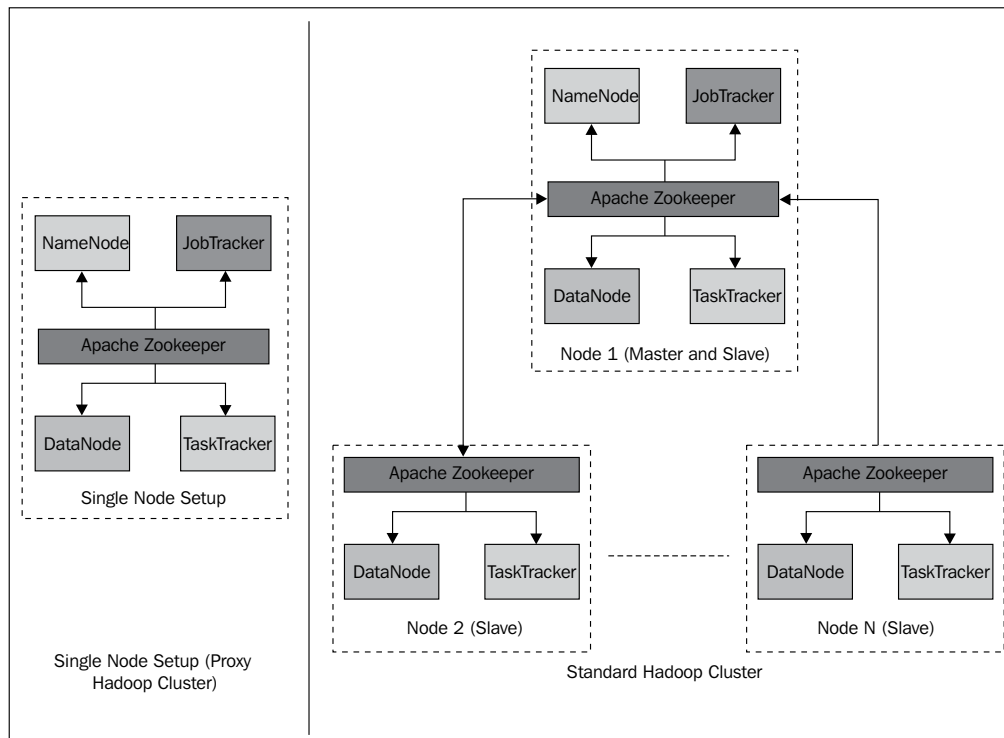 NameNode
JobTracker
Apache Zookeeper
DataNode
TaskTracker
Single Node Setup
Single Node Setup (Proxy
Hadoop Cluster)
NameNode
JobTracker
Apache Zookeeper
DataNode
TaskTracker
Node 1 (Master and Slave)
Apache Zookeeper
DataNode
TaskTracker
Node 2 (Slave)
Apache Zookeeper
DataNode
TaskTracker
Node N (Slave)
Standard Hadoop Cluster